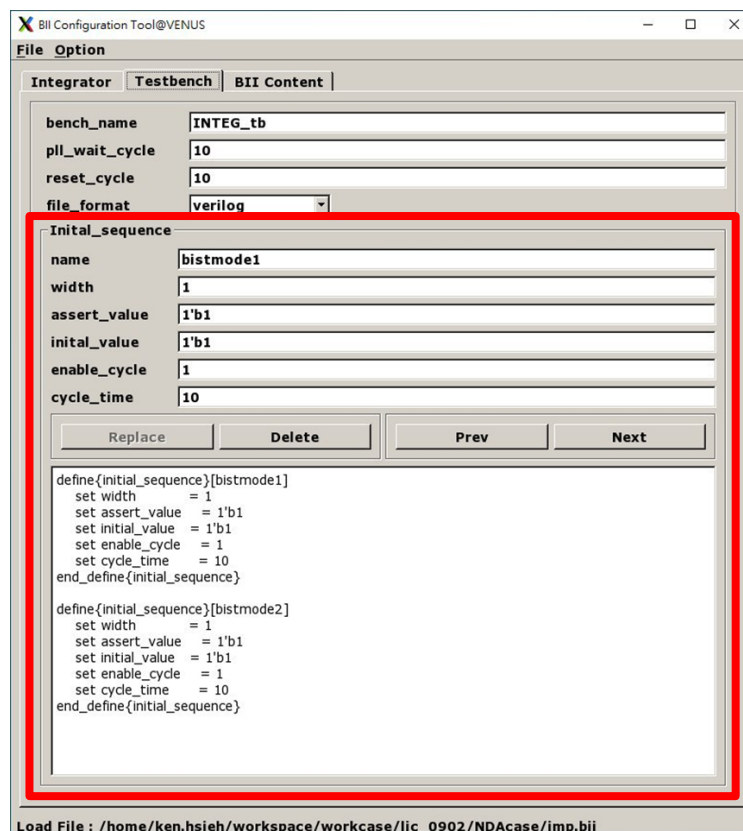 BII Configuration Tool@VENUS
File Option
Integrator Testbench BII Content
bench_name INTEG_tb
pll_wait_cycle 10
reset_cycle 10
file_format verilog
Inital_sequence
name bistmode1
width 1
assert_value 1'b1
inital_value 1'b1
enable_cycle 1
cycle_time 10
Replace Delete Prev Next
define{initial_sequence}[bistmode1]
set width = 1
set assert_value = 1'b1
set initial_value = 1'b1
set enable_cycle = 1
set cycle_time = 10
end_define{initial_sequence}
define{initial_sequence}[bistmode2]
set width = 1
set assert_value = 1'b1
set initial_value = 1'b1
set enable_cycle = 1
set cycle_time = 10
end_define{initial_sequence}
Load File : /home/ken.hsieh/workspace/workcase/lic_0902/NDAcase/imp.bii